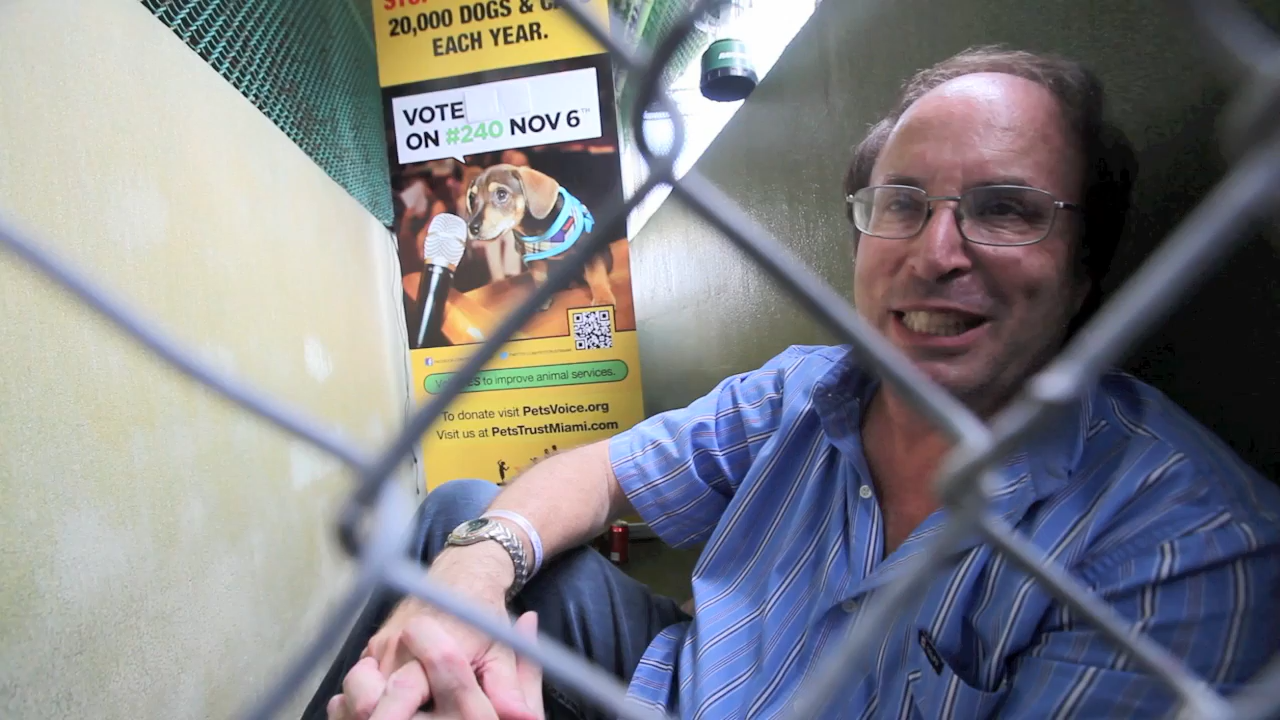 20,000 DOGS &
EACH YEAR.
VOTE
ON #240 NOV 6TH
to improve animal services.
To donate visit PetsVoice.org
Visit us at PetsTrustMiami.com